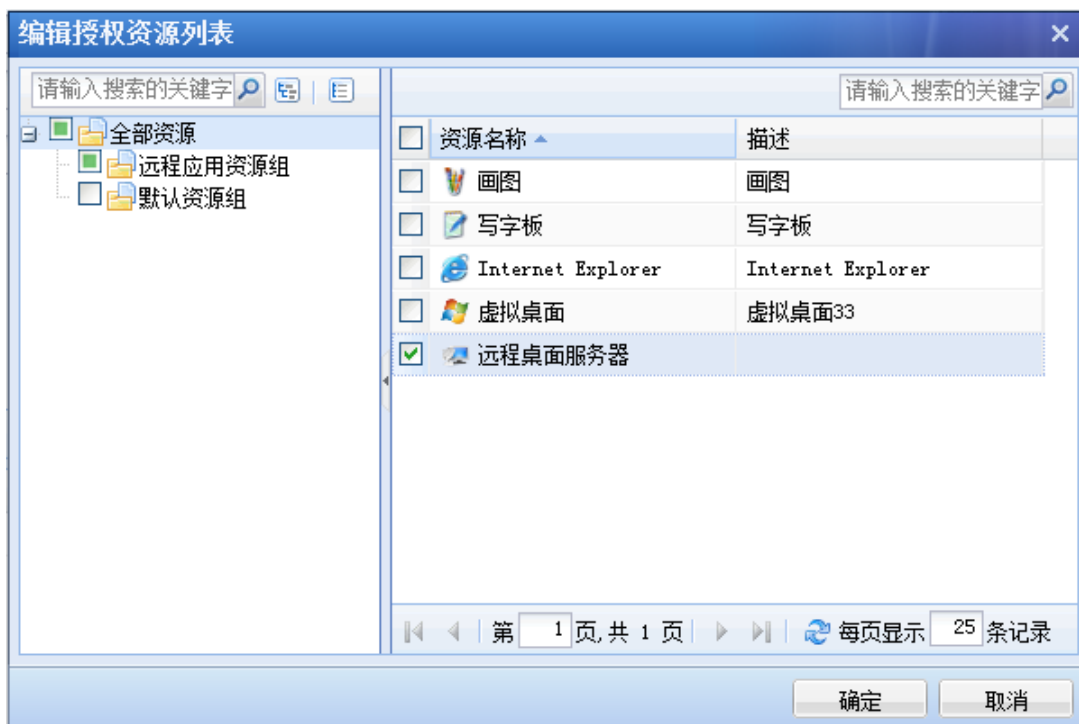 编辑授权资源列表
请输入搜索的关键字
请输入搜索的关键字
全部资源
远程应用资源组
默认资源组
资源名称 描述
画图 画图
写字板 写字板
Internet Explorer Internet Explorer
虚拟桌面 虚拟桌面33
远程桌面服务器
第 1 页,共 1 页 每页显示 25 条记录
确定 取消